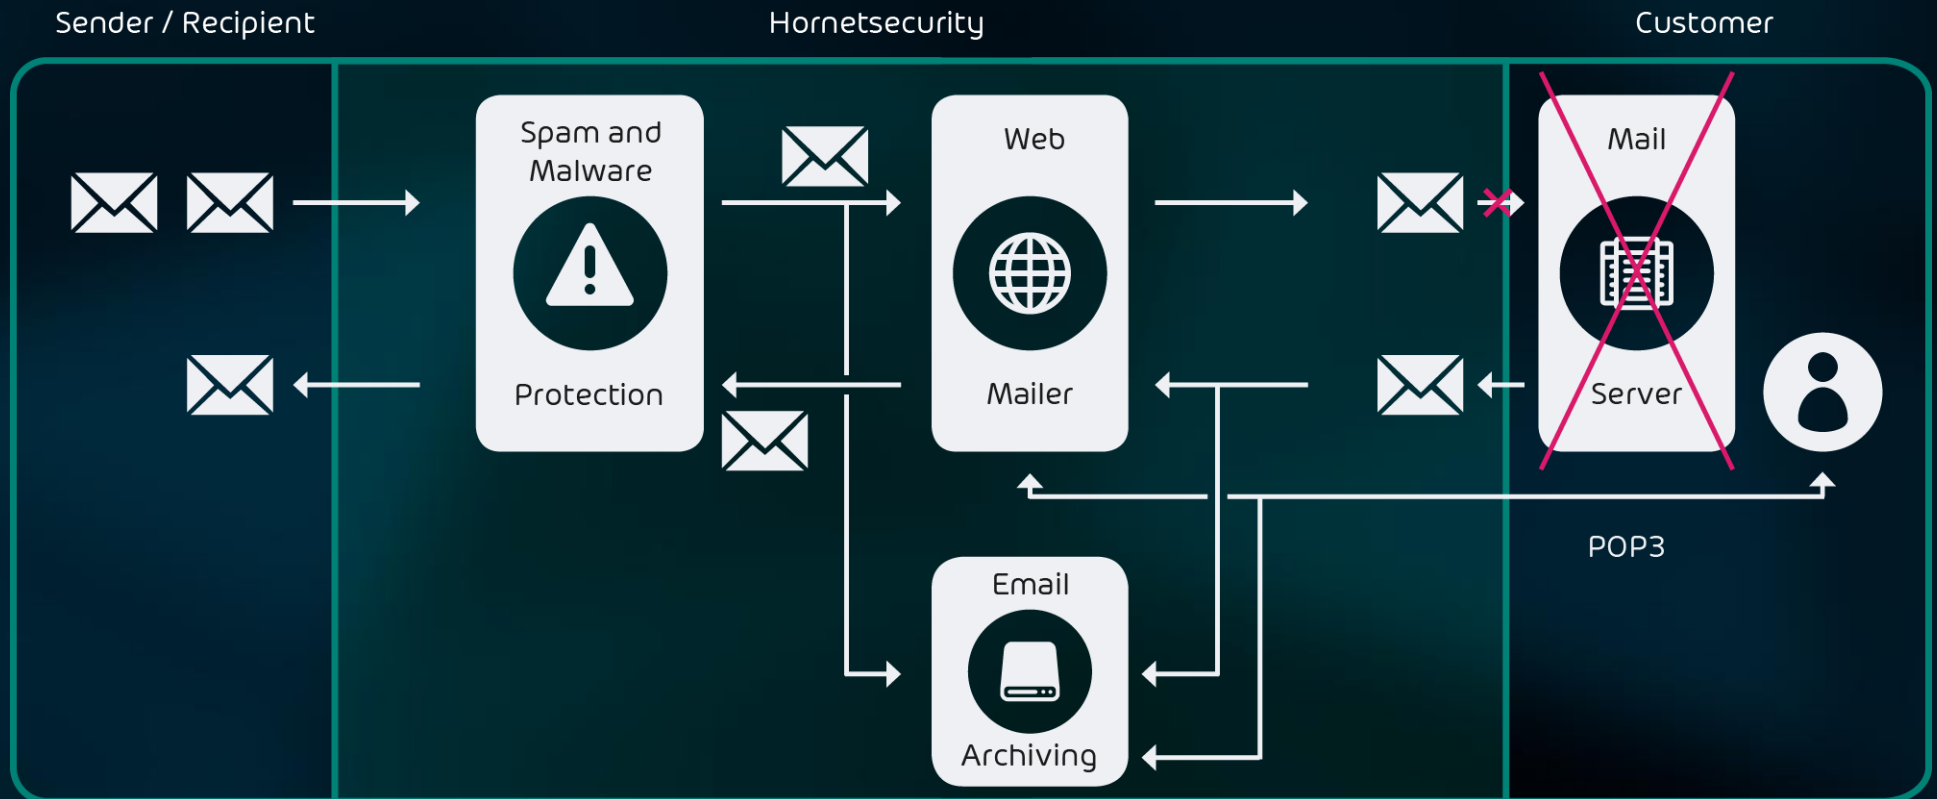 Sender / Recipient
Hornetsecurity
Customer
Spam and
Malware
Protection
Web
Mailer
Mail
Server
POP3
Email
Archiving